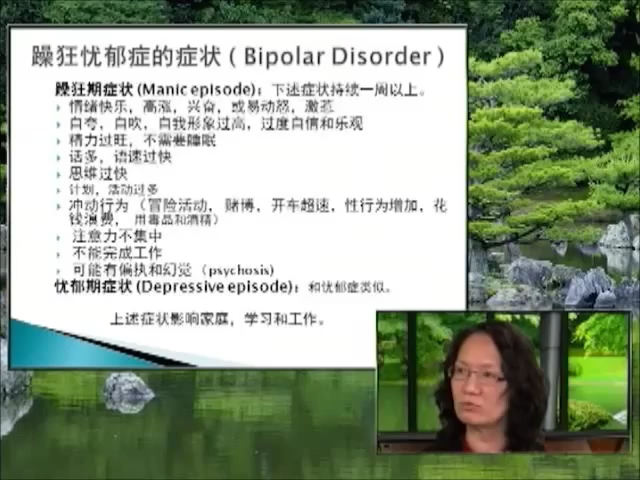 躁狂忧郁症的症状 ( Bipolar Disorder )
躁狂期症状 (Manic episode)：下述症状持续一周以上。
情绪快乐，高涨，兴奋，或易动怒，激惹
自夸，自吹，自我形象过高，过度自信和乐观
精力过旺，不需要睡眠
话多，语速过快
思维过快
计划，活动过多
冲动行为（冒险活动，赌博，开车超速，性行为增加，花
钱浪费，用毒品和酒精）
注意力不集中
不能完成工作
可能有偏执和幻觉（psychosis)
忧郁期症状 (Depressive episode)：和忧郁症类似。
上述症状影响家庭，学习和工作。